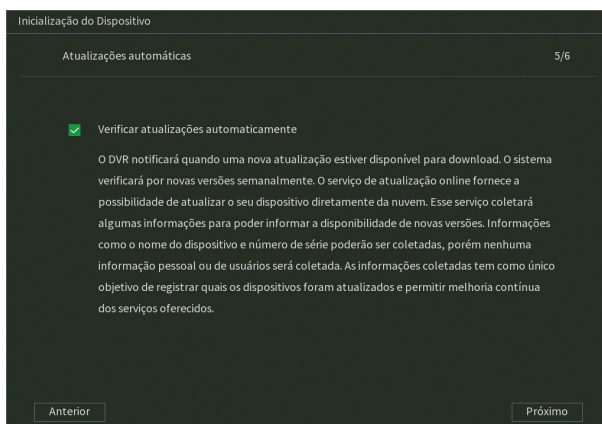 Inicialização do Dispositivo
Atualizações automáticas 5/6
Verificar atualizações automaticamente
O DVR notificará quando uma nova atualização estiver disponível para download. O sistema
verificará por novas versões semanalmente. O serviço de atualização online fornece a
possibilidade de atualizar o seu dispositivo diretamente da nuvem. Esse serviço coletará
algumas informações para poder informar a disponibilidade de novas versões. Informações
como o nome do dispositivo e número de série poderão ser coletadas, porém nenhuma
informação pessoal ou de usuários será coletada. As informações coletadas tem como único
objetivo de registrar quais os dispositivos foram atualizados e permitir melhoria contínua
dos serviços oferecidos.
Anterior Próximo